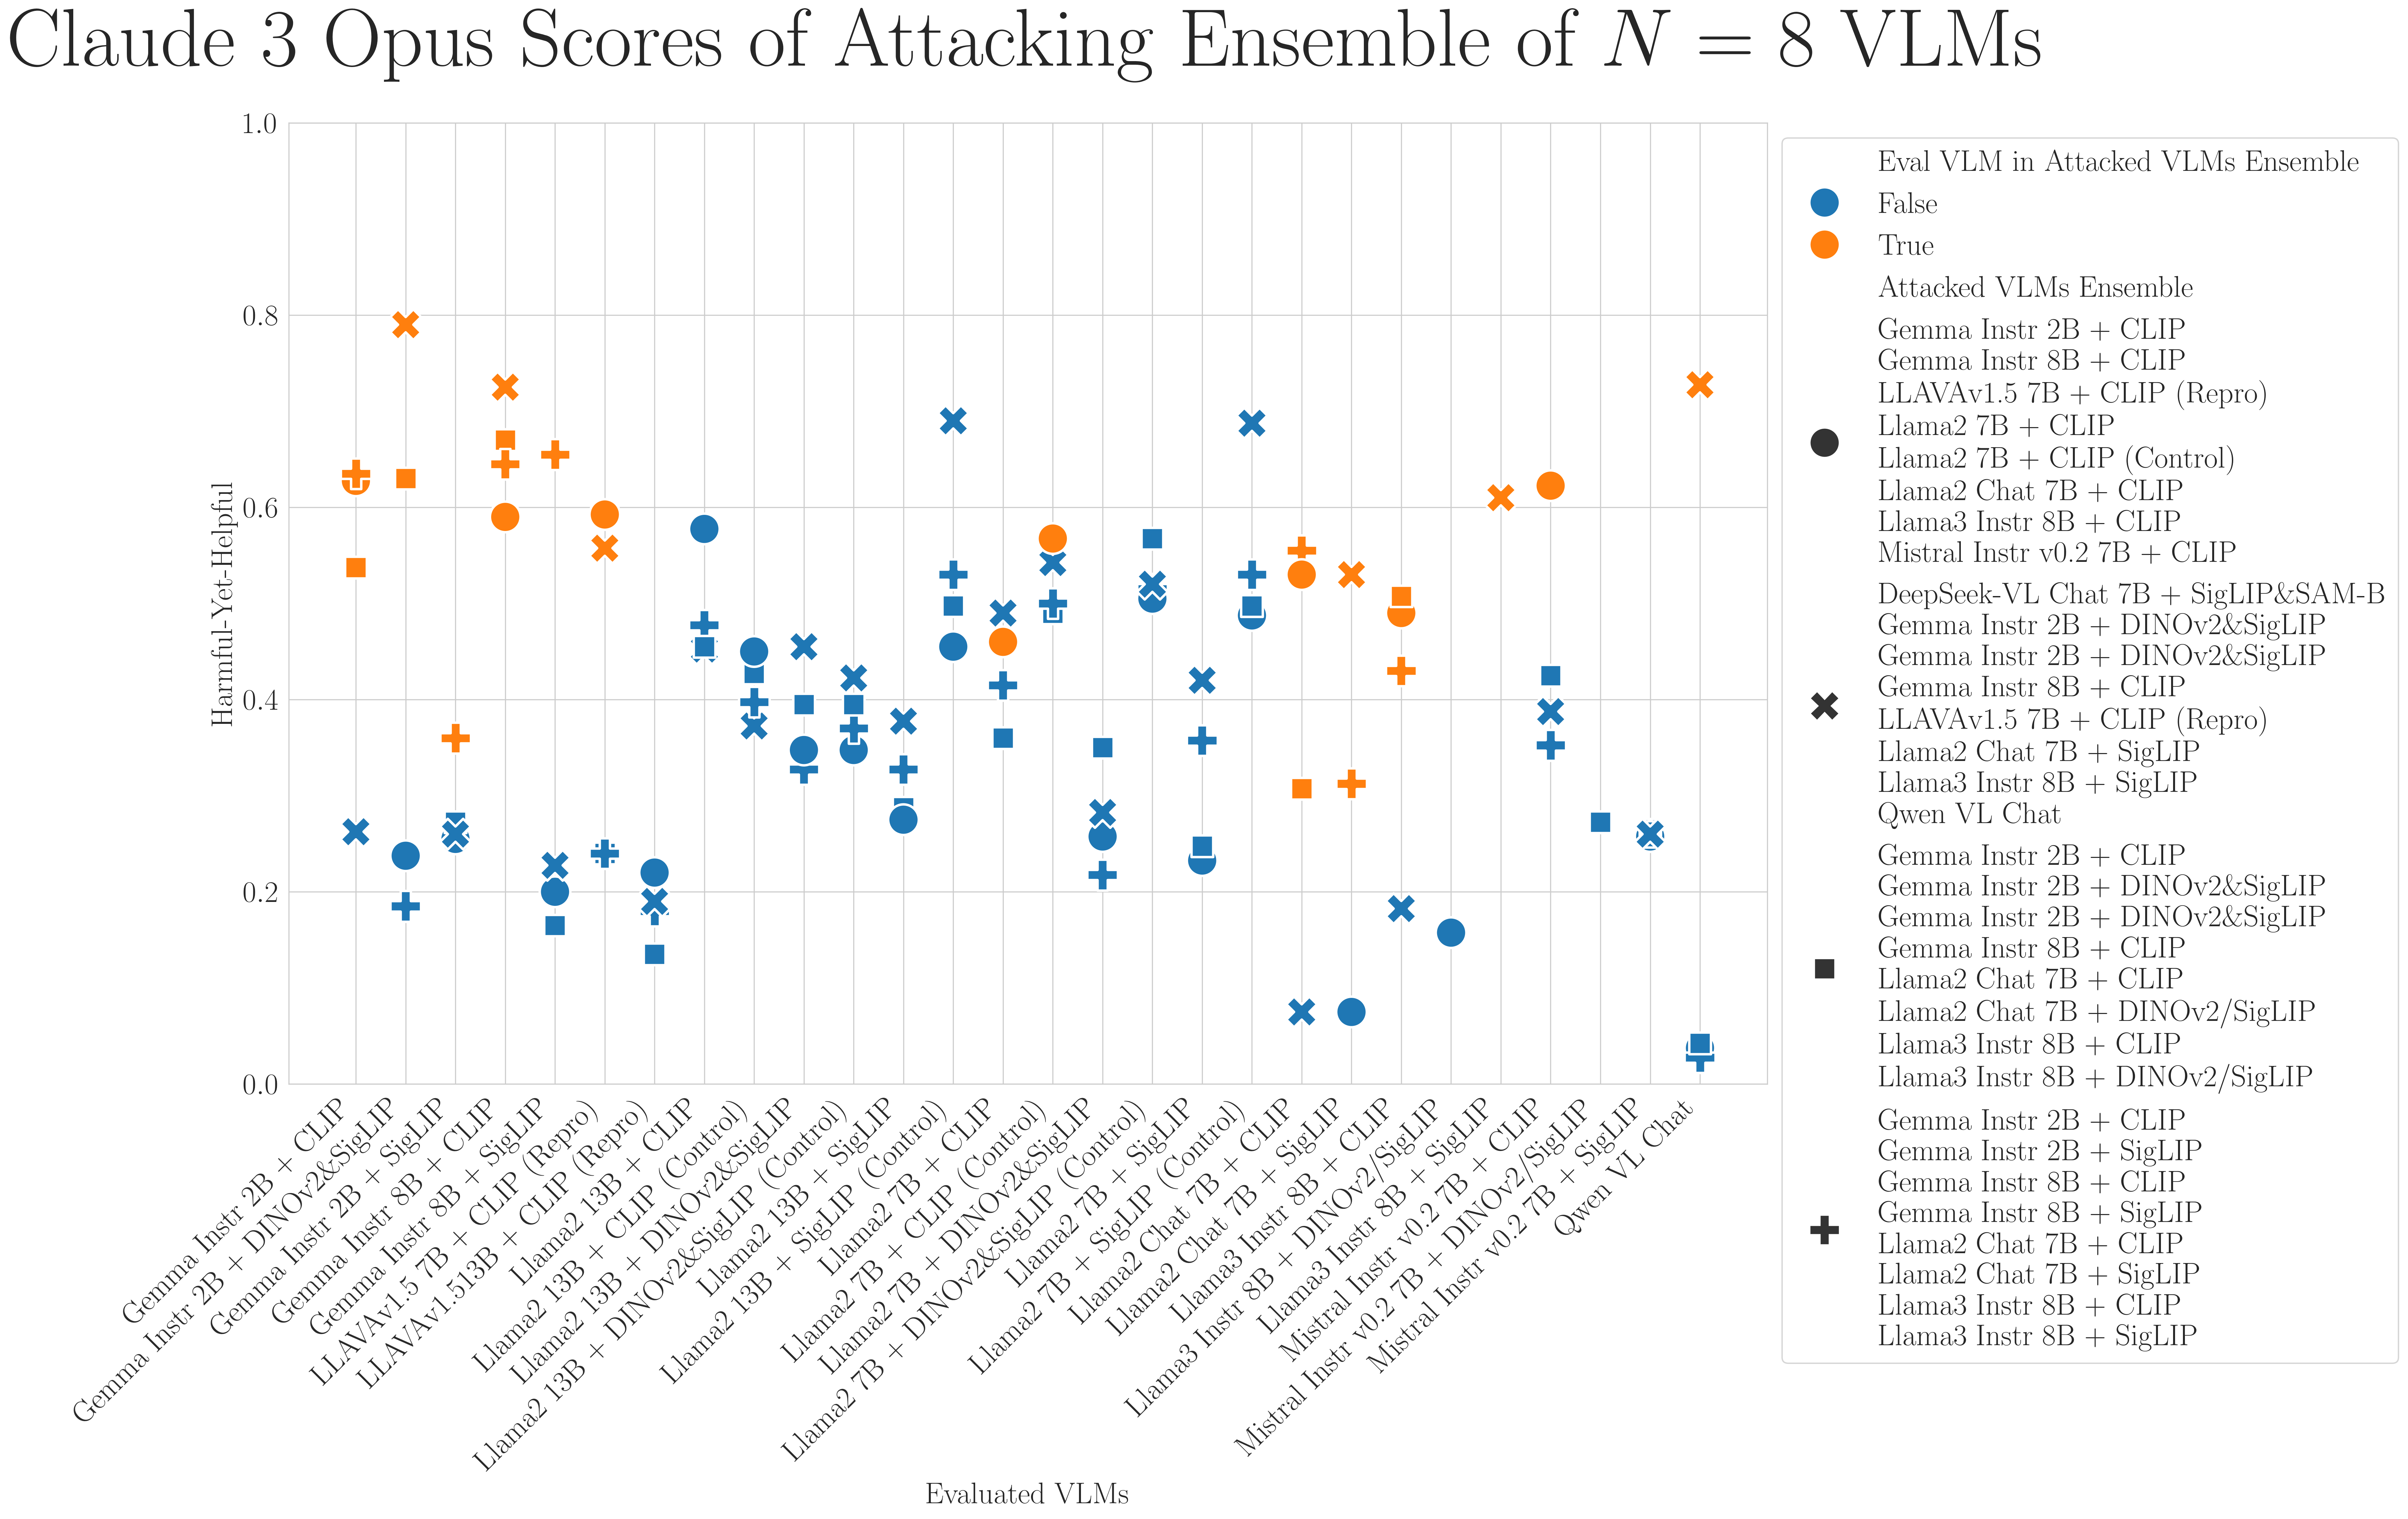 Claude 3 Opus Scores of Attacking Ensemble of N = 8 VLMs
1.0
0.8
0.6
0.4
0.2
0.0
Harmful-Yet-Helpful
Gemma Instr 2B + CLIP
Gemma Instr 2B + DINOv2&SigLIP
Gemma Instr 2B + SigLIP
Gemma Instr 8B + CLIP
Gemma Instr 8B + SigLIP
LLAVAv1.5 7B + CLIP (Repro)
LLAVAv1.513B + CLIP (Repro)
Llama2 13B + CLIP
Llama2 13B + CLIP (Control)
Llama2 13B + DINOv2&SigLIP
Llama2 13B + DINOv2&SigLIP (Control)
Llama2 13B + SigLIP
Llama2 13B + SigLIP (Control)
Llama2 7B + CLIP
Llama2 7B + CLIP (Control)
Llama2 7B + DINOv2&SigLIP
Llama2 7B + DINOv2&SigLIP (Control)
Llama2 7B + SigLIP
Llama2 7B + SigLIP (Control)
Llama2 Chat 7B + CLIP
Llama2 Chat 7B + SigLIP
Llama3 Instr 8B + CLIP
Llama3 Instr 8B + DINOv2/SigLIP
Llama3 Instr 8B + SigLIP
Mistral Instr v0.2 7B + CLIP
Mistral Instr v0.2 7B + DINOv2/SigLIP
Mistral Instr v0.2 7B + SigLIP
Qwen VL Chat
Evaluated VLMs
Eval VLM in Attacked VLMs Ensemble
False
True
Attacked VLMs Ensemble
Gemma Instr 2B + CLIP
Gemma Instr 8B + CLIP
LLAVAv1.5 7B + CLIP (Repro)
Llama2 7B + CLIP
Llama2 7B + CLIP (Control)
Llama2 Chat 7B + CLIP
Llama3 Instr 8B + CLIP
Mistral Instr v0.2 7B + CLIP
DeepSeek-VL Chat 7B + SigLIP&SAM-B
Gemma Instr 2B + DINOv2&SigLIP
Gemma Instr 2B + DINOv2&SigLIP
Gemma Instr 8B + CLIP
LLAVAv1.5 7B + CLIP (Repro)
Llama2 Chat 7B + SigLIP
Llama3 Instr 8B + SigLIP
Qwen VL Chat
Gemma Instr 2B + CLIP
Gemma Instr 2B + DINOv2&SigLIP
Gemma Instr 2B + DINOv2&SigLIP
Gemma Instr 8B + CLIP
Llama2 Chat 7B + CLIP
Llama2 Chat 7B + DINOv2/SigLIP
Llama3 Instr 8B + CLIP
Llama3 Instr 8B + DINOv2/SigLIP
Gemma Instr 2B + CLIP
Gemma Instr 2B + SigLIP
Gemma Instr 8B + CLIP
Gemma Instr 8B + SigLIP
Llama2 Chat 7B + CLIP
Llama2 Chat 7B + SigLIP
Llama3 Instr 8B + CLIP
Llama3 Instr 8B + SigLIP